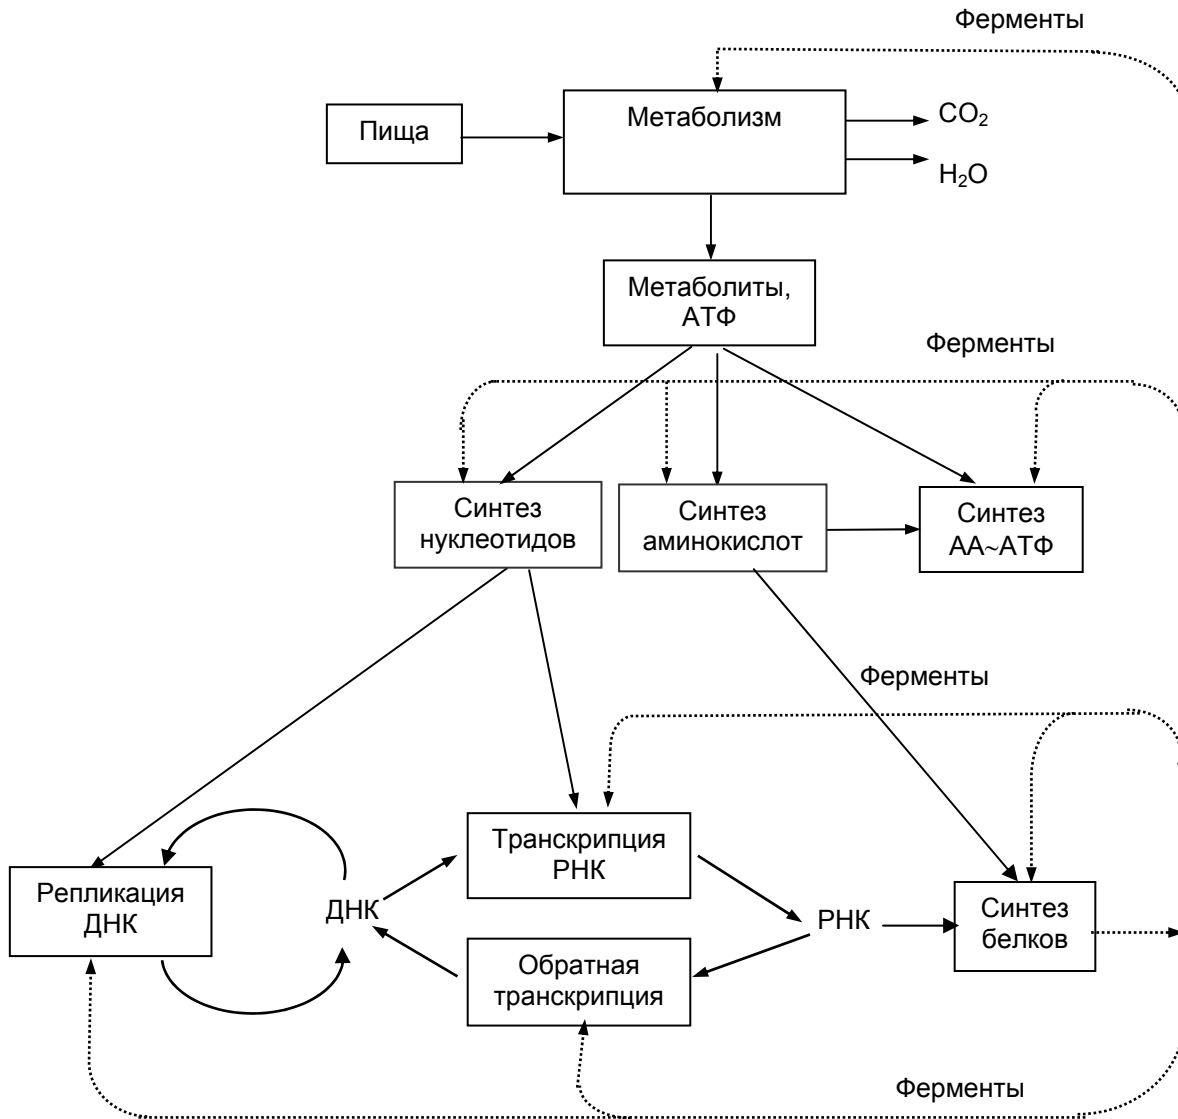 Ферменты
Пища
Метаболизм
CO₂
H₂O
Метаболиты,
АТФ
Ферменты
Синтез
нуклеотидов
Синтез
аминокислот
Синтез
АА~АТФ
Ферменты
Транскрипция
РНК
Репликация
ДНК
ДНК
РНК
Синтез
белков
Обратная
транскрипция
Ферменты